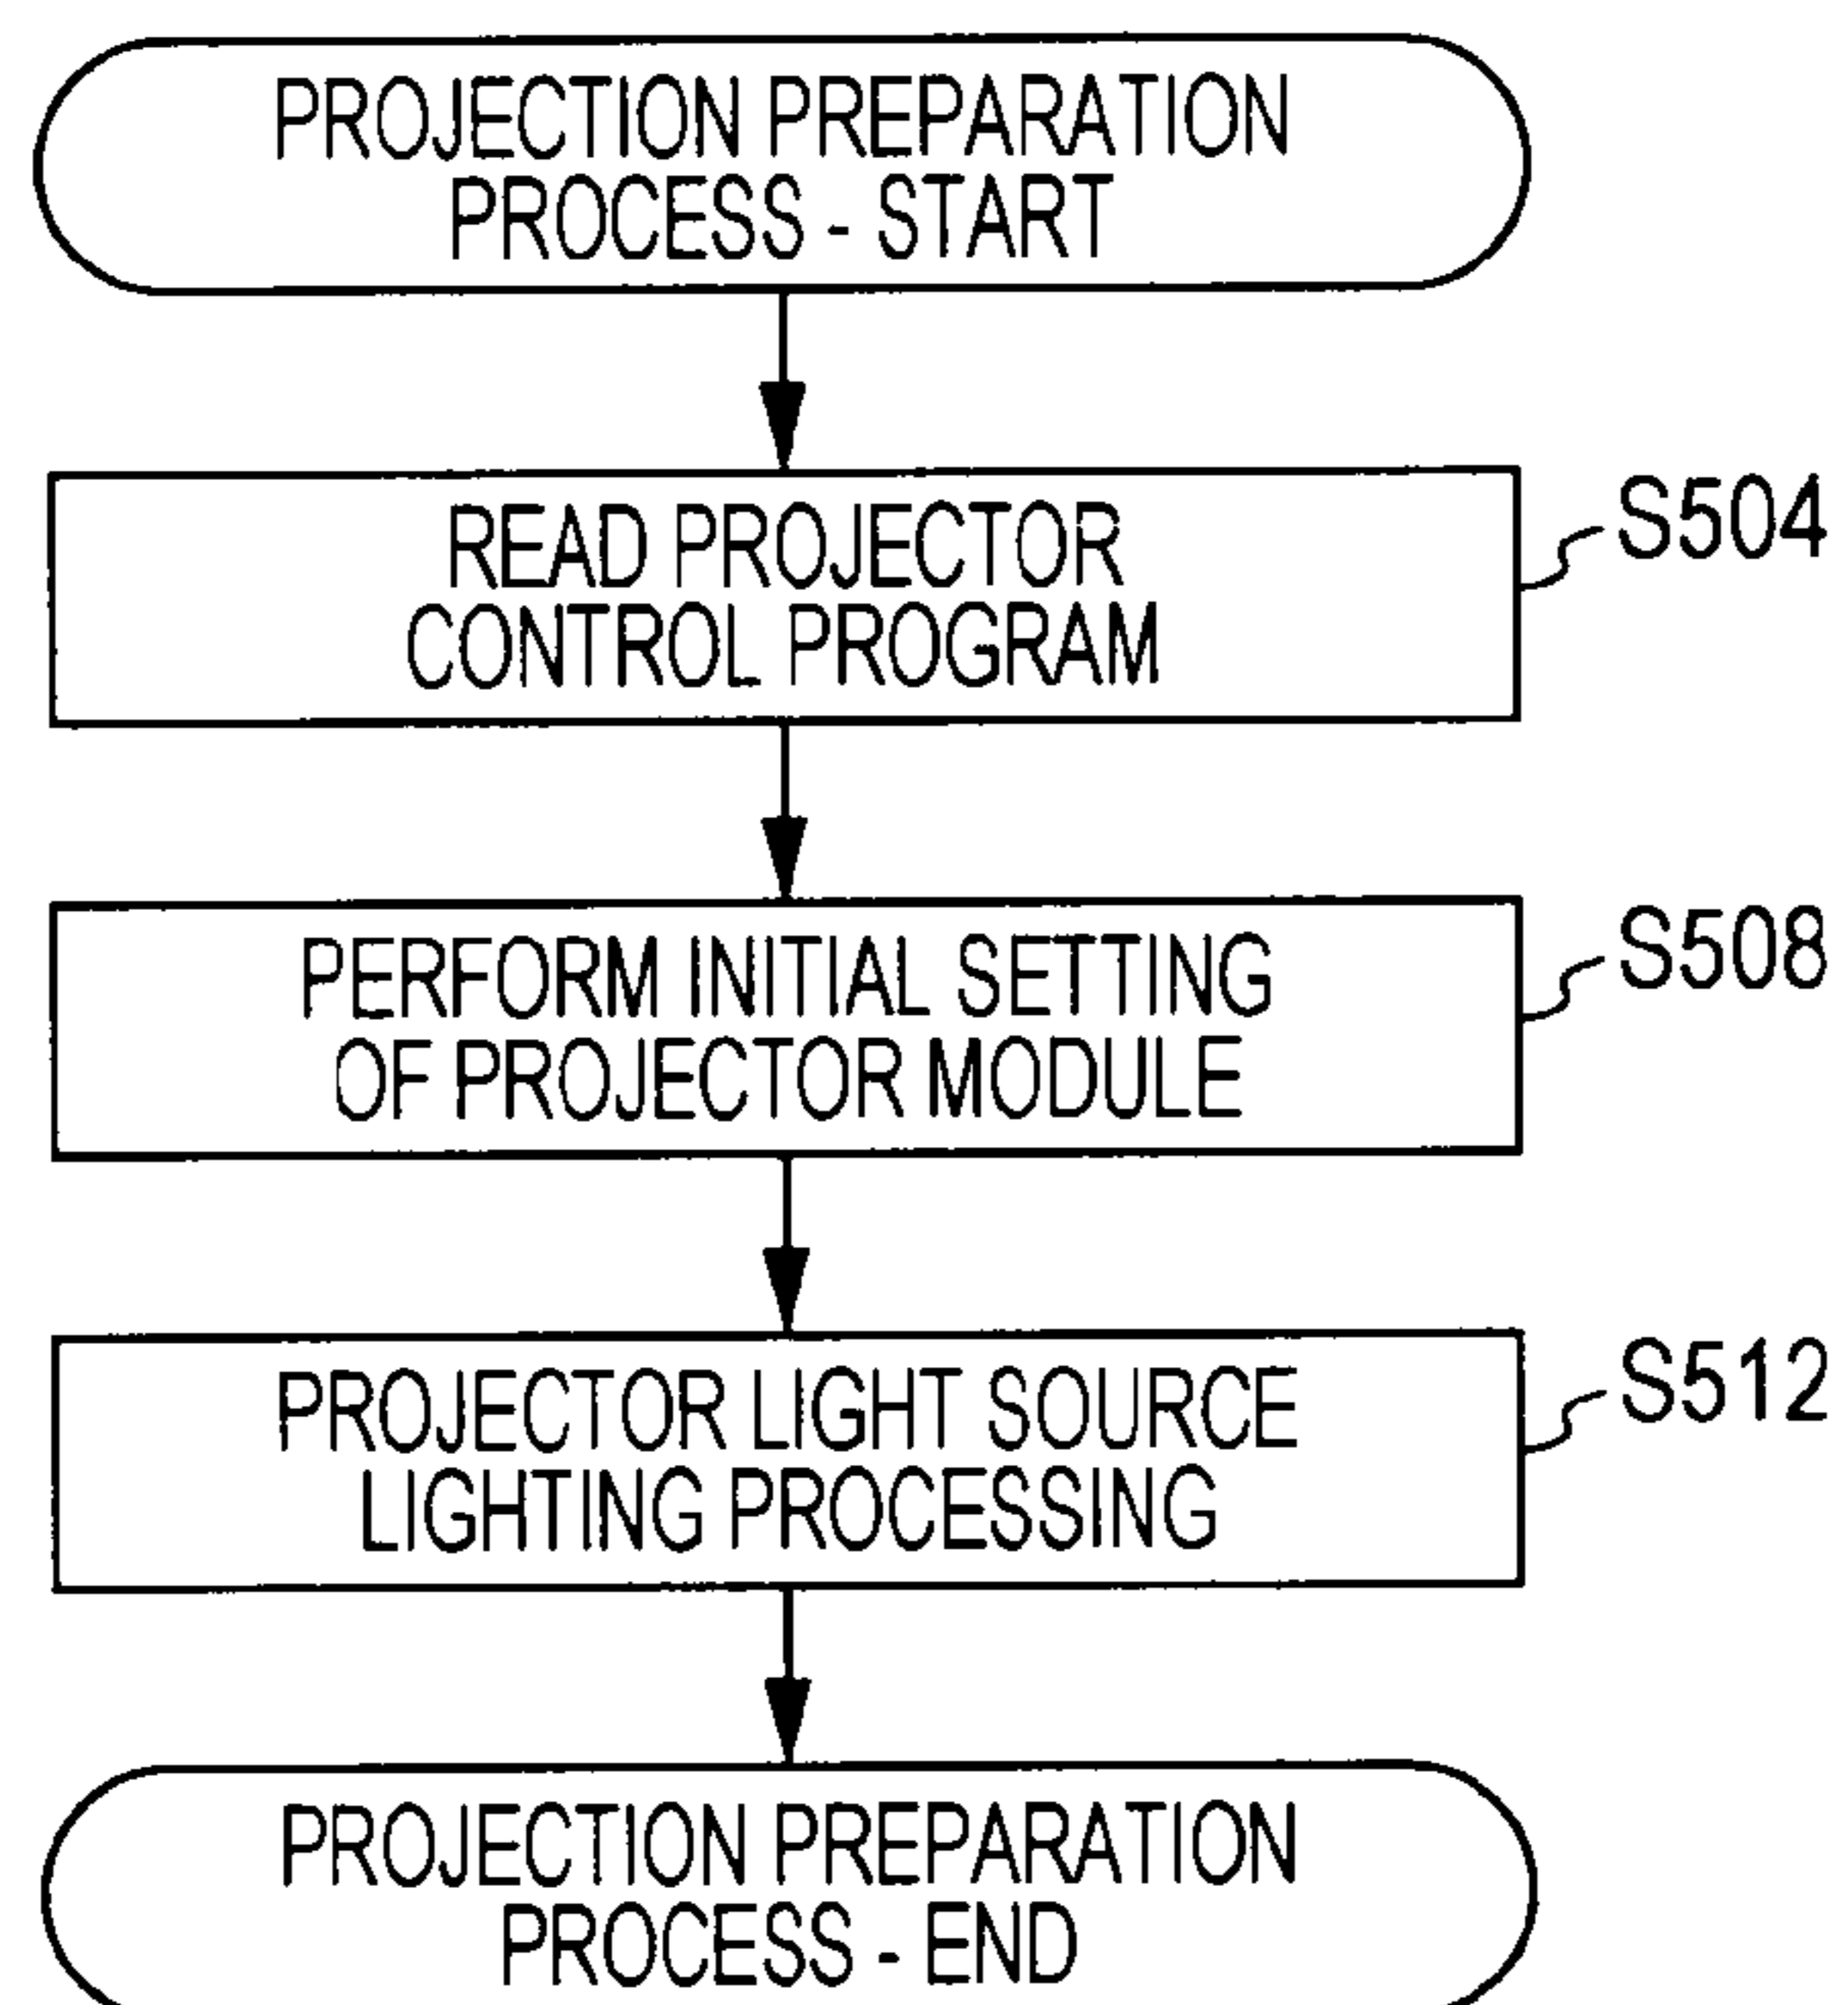 PROJECTION PREPARATION
PROCESS - START
READ PROJECTOR
CONTROL PROGRAM
S504
PERFORM INITIAL SETTING
OF PROJECTOR MODULE
S508
PROJECTOR LIGHT SOURCE
LIGHTING PROCESSING
S512
PROJECTION PREPARATION
PROCESS - END